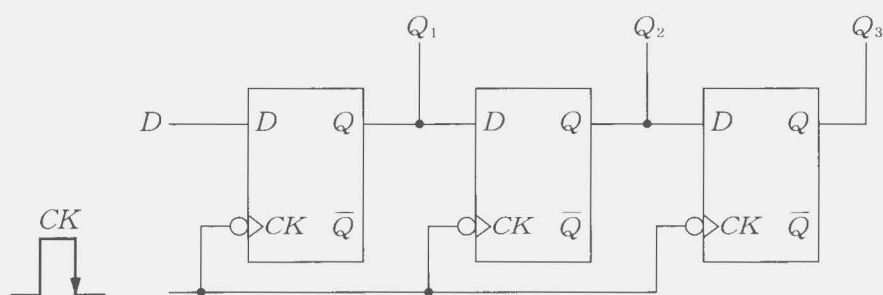 Q₁ Q₂ Q₃
D D Q D Q D Q
CK
CK Q̅ CK Q̅ CK Q̅